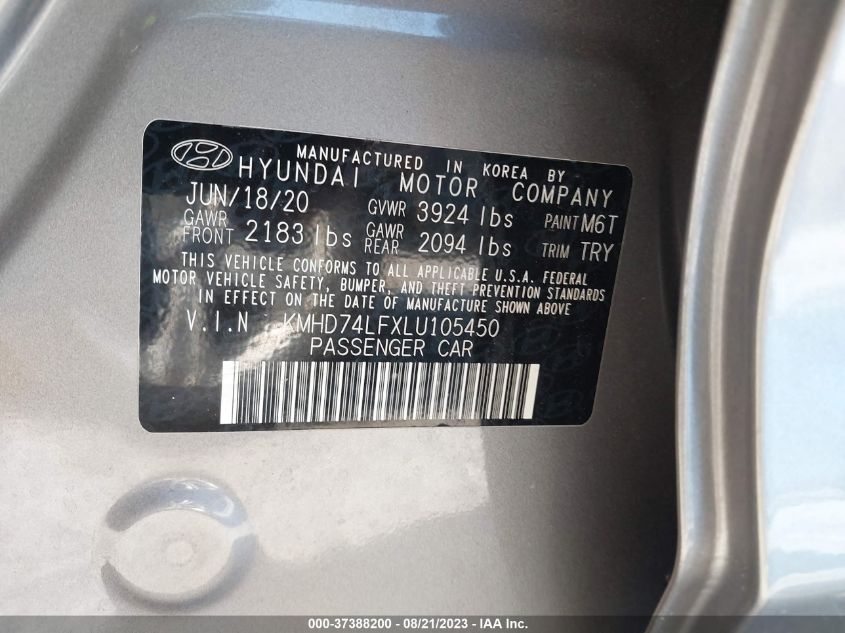 MANUFACTURED IN KOREA BY
HYUNDAI MOTOR COMPANY
JUN/18/20 GVWR 3924 lbs PAINT M6T
GAWR FRONT 2183 lbs GAWR REAR 2094 lbs TRIM TRY
THIS VEHICLE CONFORMS TO ALL APPLICABLE U.S.A. FEDERAL
MOTOR VEHICLE SAFETY, BUMPER, AND THEFT PREVENTION STANDARDS
IN EFFECT ON THE DATE OF MANUFACTURE SHOWN ABOVE
V.I.N KMHD74LFXLU105450
PASSENGER CAR
000-37388200 - 08/21/2023 - IAA Inc.